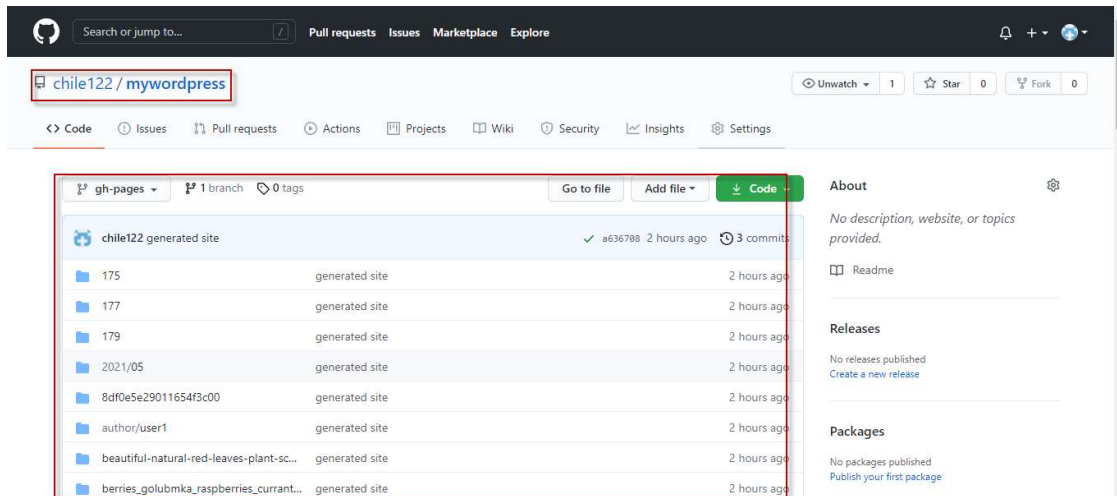 Search or jump to... / Pull requests Issues Marketplace Explore
chile122 / mywordpress Unwatch 1 Star 0 Fork 0
Code Issues Pull requests Actions Projects Wiki Security Insights Settings
gh-pages 1 branch 0 tags Go to file Add file Code About
No description, website, or topics
provided.
chile122 generated site a636708 2 hours ago 3 commits
Readme
175 generated site 2 hours ago
177 generated site 2 hours ago
179 generated site 2 hours ago
Releases
2021/05 generated site 2 hours ago
No releases published
Create a new release
8df0e5e29011654f3c00 generated site 2 hours ago
author/user1 generated site 2 hours ago
Packages
beautiful-natural-red-leaves-plant-sc... generated site 2 hours ago
No packages published
Publish your first package
berries_golubmka_raspberries_currant... generated site 2 hours ago